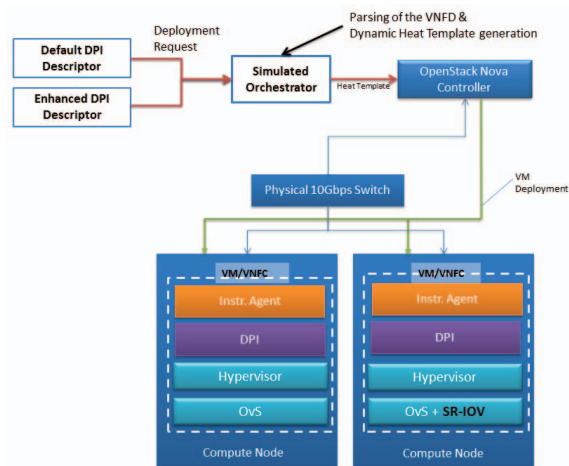 Parsing of the VNFD &
Dynamic Heat Template generation
Deployment
Request
Default DPI
Descriptor
Enhanced DPI
Descriptor
Simulated
Orchestrator
Heat Template
OpenStack Nova
Controller
Physical 10Gbps Switch
VM
Deployment
VM/VNFC
Instr. Agent
DPI
Hypervisor
OvS
Compute Node
VM/VNFC
Instr. Agent
DPI
Hypervisor
OvS + SR-IOV
Compute Node